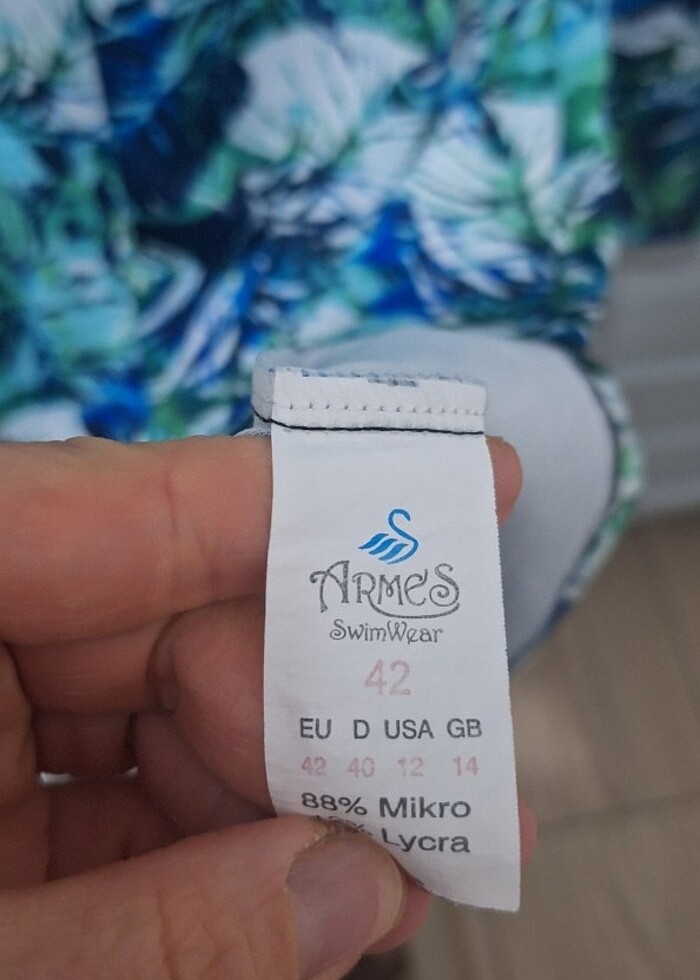 ARMES
SwimWear
42
EU D USA GB
42 40 12 14
88% Mikro
Lycra